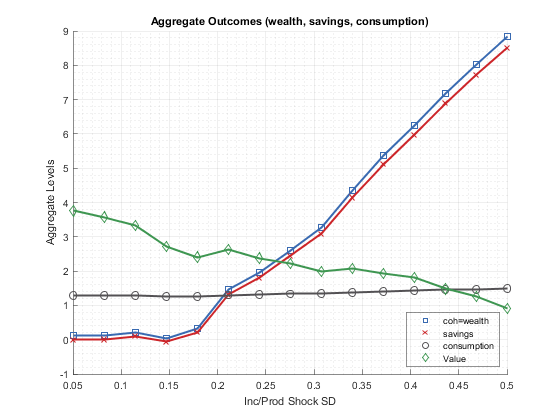 Aggregate Outcomes (wealth, savings, consumption)
9
8
7
6
5
4
3
2
1
0
-1
Aggregate Levels
0.05 0.1 0.15 0.2 0.25 0.3 0.35 0.4 0.45 0.5
Inc/Prod Shock SD
coh=wealth
savings
consumption
Value